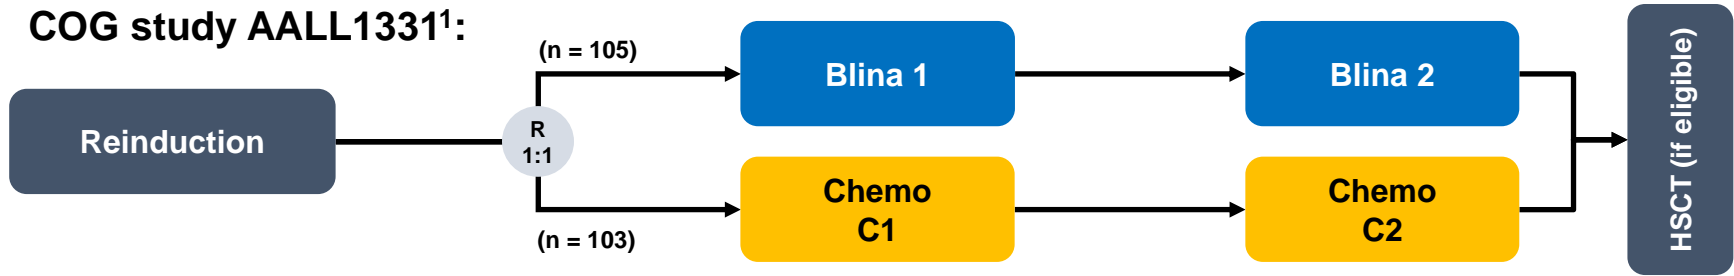 COG study AALL1331¹:
Reinduction
R
1:1
(n = 105)
Blina 1
Blina 2
(n = 103)
Chemo
C1
Chemo
C2
HSCT (if eligible)